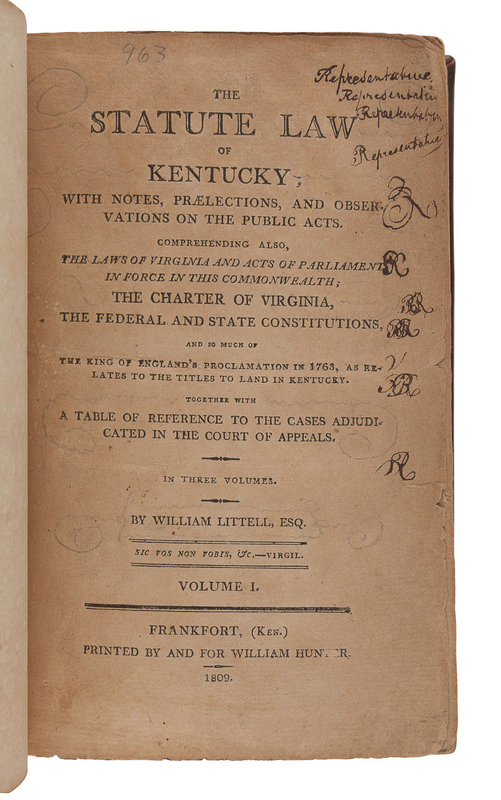 963
Representative
Representativ
Representative
Representative
THE
STATUTE LAW
OF
KENTUCKY;
WITH NOTES, PRÆLECTIONS, AND OBSER-
VATIONS ON THE PUBLIC ACTS.
COMPREHENDING ALSO,
THE LAWS OF VIRGINIA AND ACTS OF PARLIAMENT
IN FORCE IN THIS COMMONWEALTH;
THE CHARTER OF VIRGINIA,
THE FEDERAL AND STATE CONSTITUTIONS,
AND SO MUCH OF
THE KING OF ENGLAND'S PROCLAMATION IN 1763, AS RE-
LATES TO THE TITLES TO LAND IN KENTUCKY.
TOGETHER WITH
A TABLE OF REFERENCE TO THE CASES ADJUDI-
CATED IN THE COURT OF APPEALS.
IN THREE VOLUMES.
BY WILLIAM LITTELL, ESQ.
SIC VOS NON VOBIS, &C.—VIRGIL.
VOLUME I.
FRANKFORT, (KEN.)
PRINTED BY AND FOR WILLIAM HUNTER.
1809.